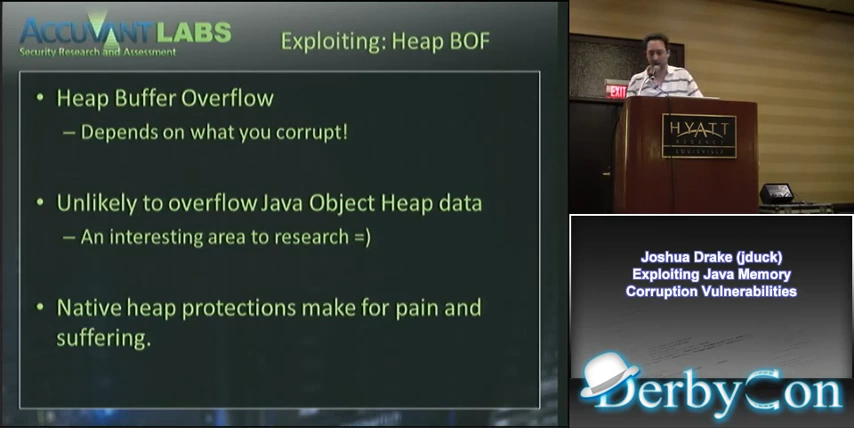 ACCUVANT LABS
Security Research and Assessment
Exploiting: Heap BOF
• Heap Buffer Overflow
– Depends on what you corrupt!
• Unlikely to overflow Java Object Heap data
– An interesting area to research =)
• Native heap protections make for pain and
suffering.
EXIT
HYATT
REGENCY
LOUISVILLE
Joshua Drake (jduck)
Exploiting Java Memory
Corruption Vulnerabilities
DerbyCon